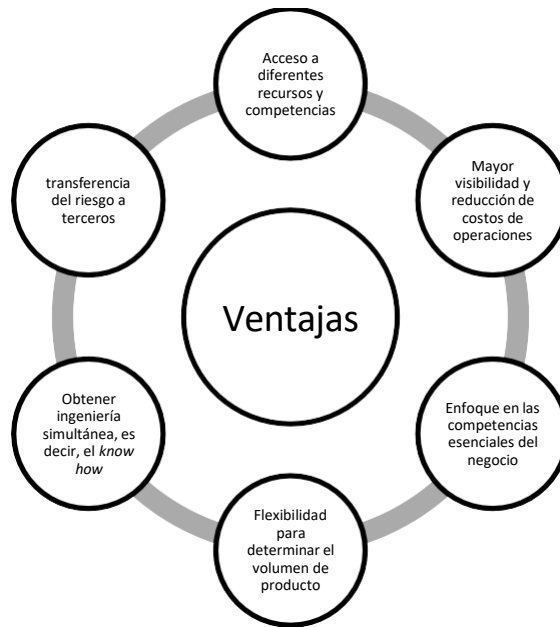 Acceso a
diferentes
recursos y
competencias
Mayor
visibilidad y
reducción de
costos de
operaciones
Enfoque en las
competencias
esenciales del
negocio
Flexibilidad
para
determinar el
volumen de
producto
Obtener
ingeniería
simultánea, es
decir, el know
how
transferencia
del riesgo a
terceros
Ventajas